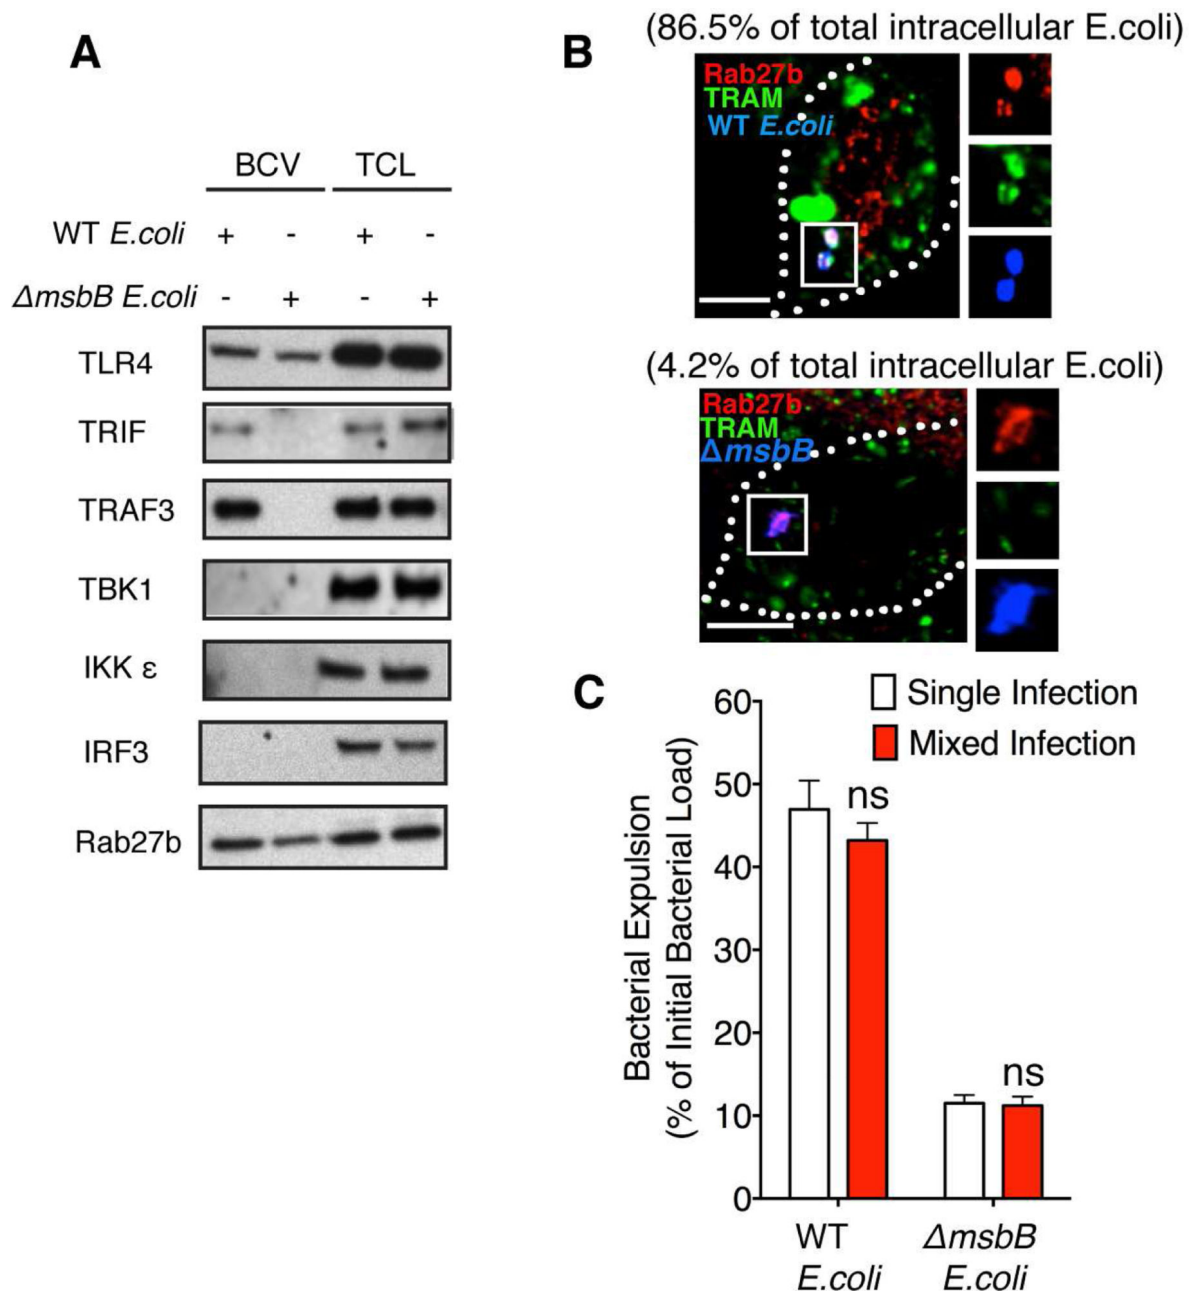 A
BCV TCL
WT E.coli + - + -
ΔmsbB E.coli - + - +
TLR4
TRIF
TRAF3
TBK1
IKK ε
IRF3
Rab27b
B
(86.5% of total intracellular E.coli)
Rab27b
TRAM
WT E.coli
(4.2% of total intracellular E.coli)
Rab27b
TRAM
ΔmsbB
C
Single Infection
Mixed Infection
Bacterial Expulsion
(% of Initial Bacterial Load)
60
50
40
30
20
10
0
ns
ns
WT
E.coli
ΔmsbB
E.coli